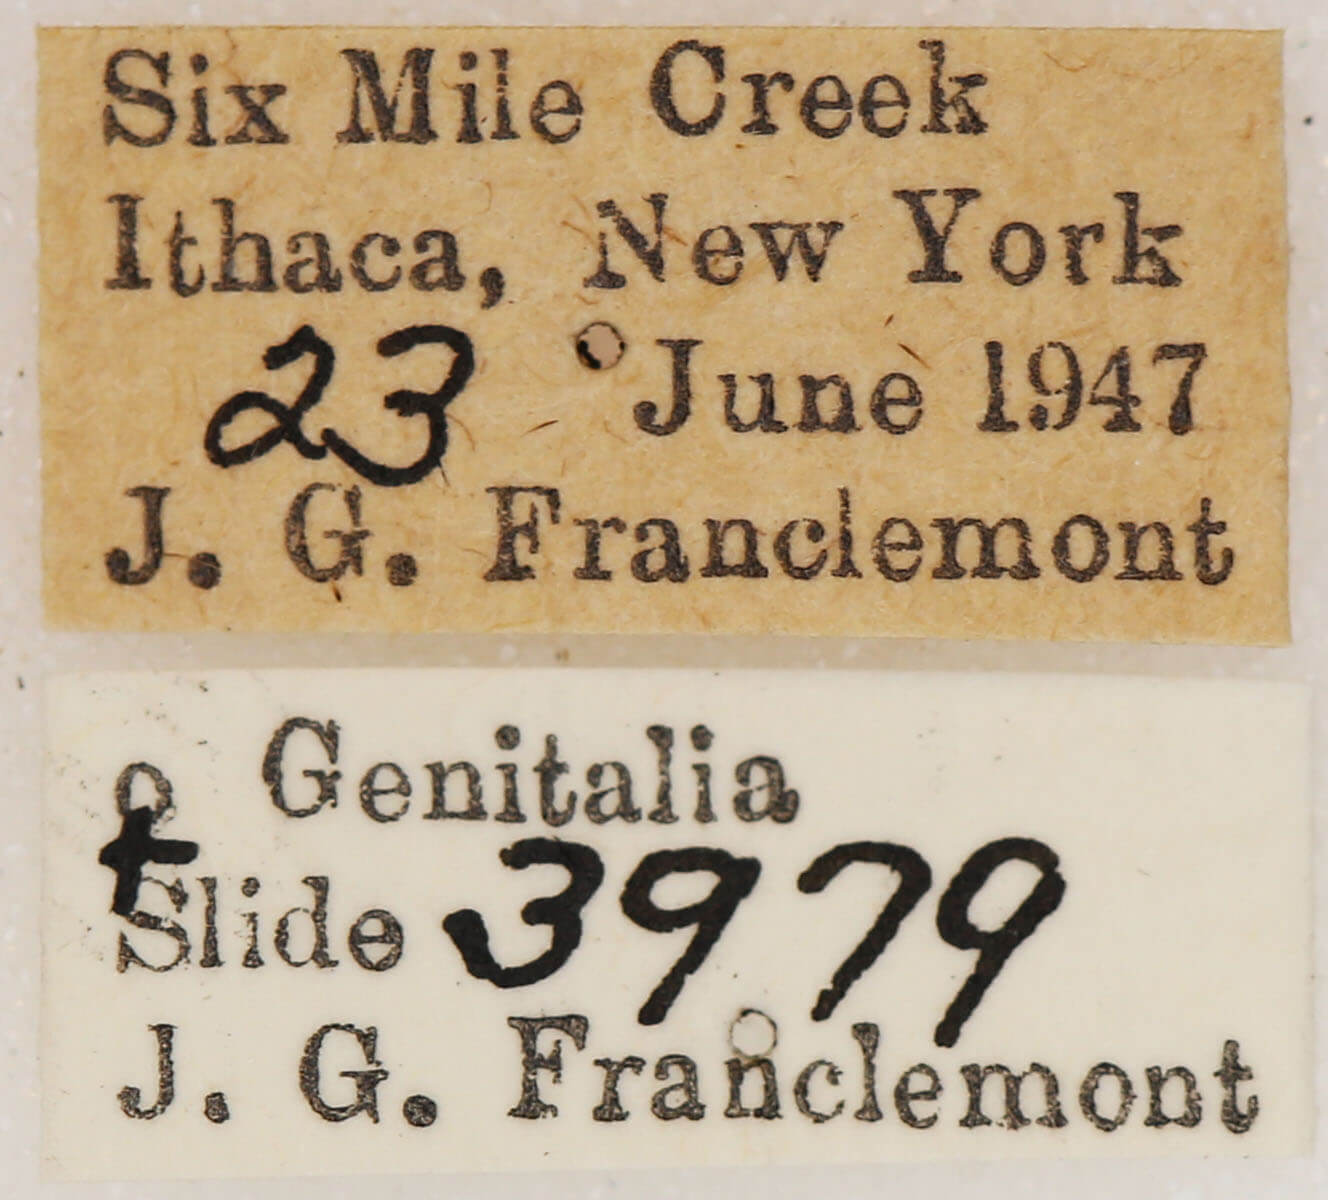 Six Mile Creek
Ithaca, New York
23 June 1947
J. G. Franclemont
♀ Genitalia
Slide 3979
J. G. Franclemont